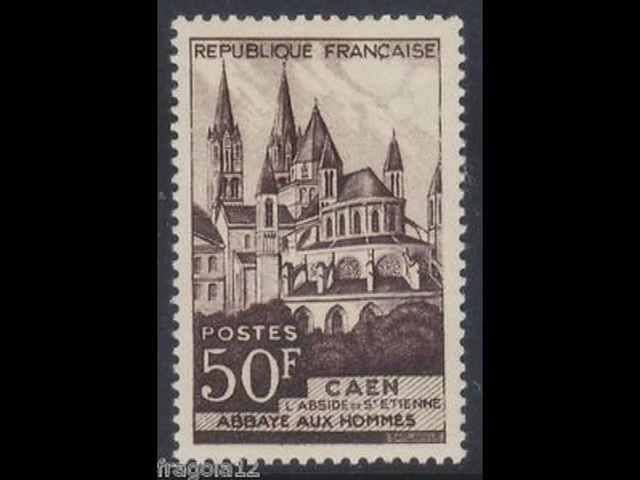 REPUBLIQUE FRANÇAISE
POSTES
50F
CAEN
L'ABSIDE DE ST ETIENNE
ABBAYE AUX HOMMES
fragola12